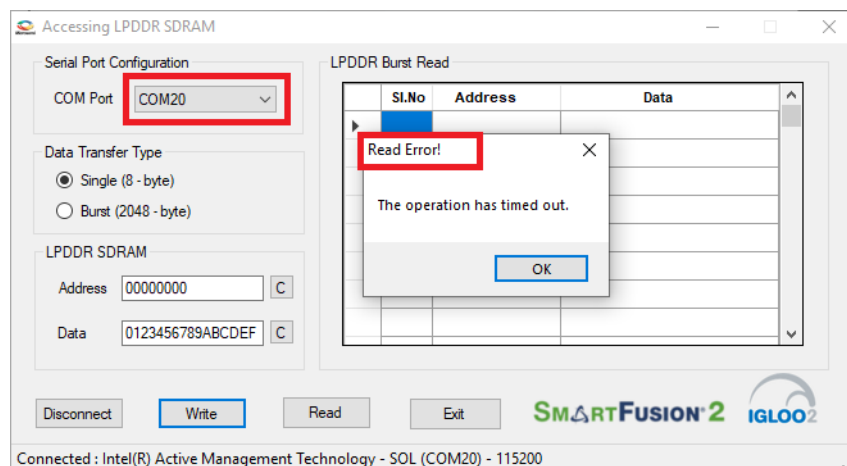 Accessing LPDDR SDRAM
Serial Port Configuration
COM Port COM20
Data Transfer Type
Single (8 - byte)
Burst (2048 - byte)
LPDDR SDRAM
Address 00000000 C
Data 0123456789ABCDEF C
LPDDR Burst Read
Sl.No Address Data
Read Error!
The operation has timed out.
OK
Disconnect Write Read Exit
SMARTFUSION®2 IGLOO2
Connected : Intel(R) Active Management Technology - SOL (COM20) - 115200